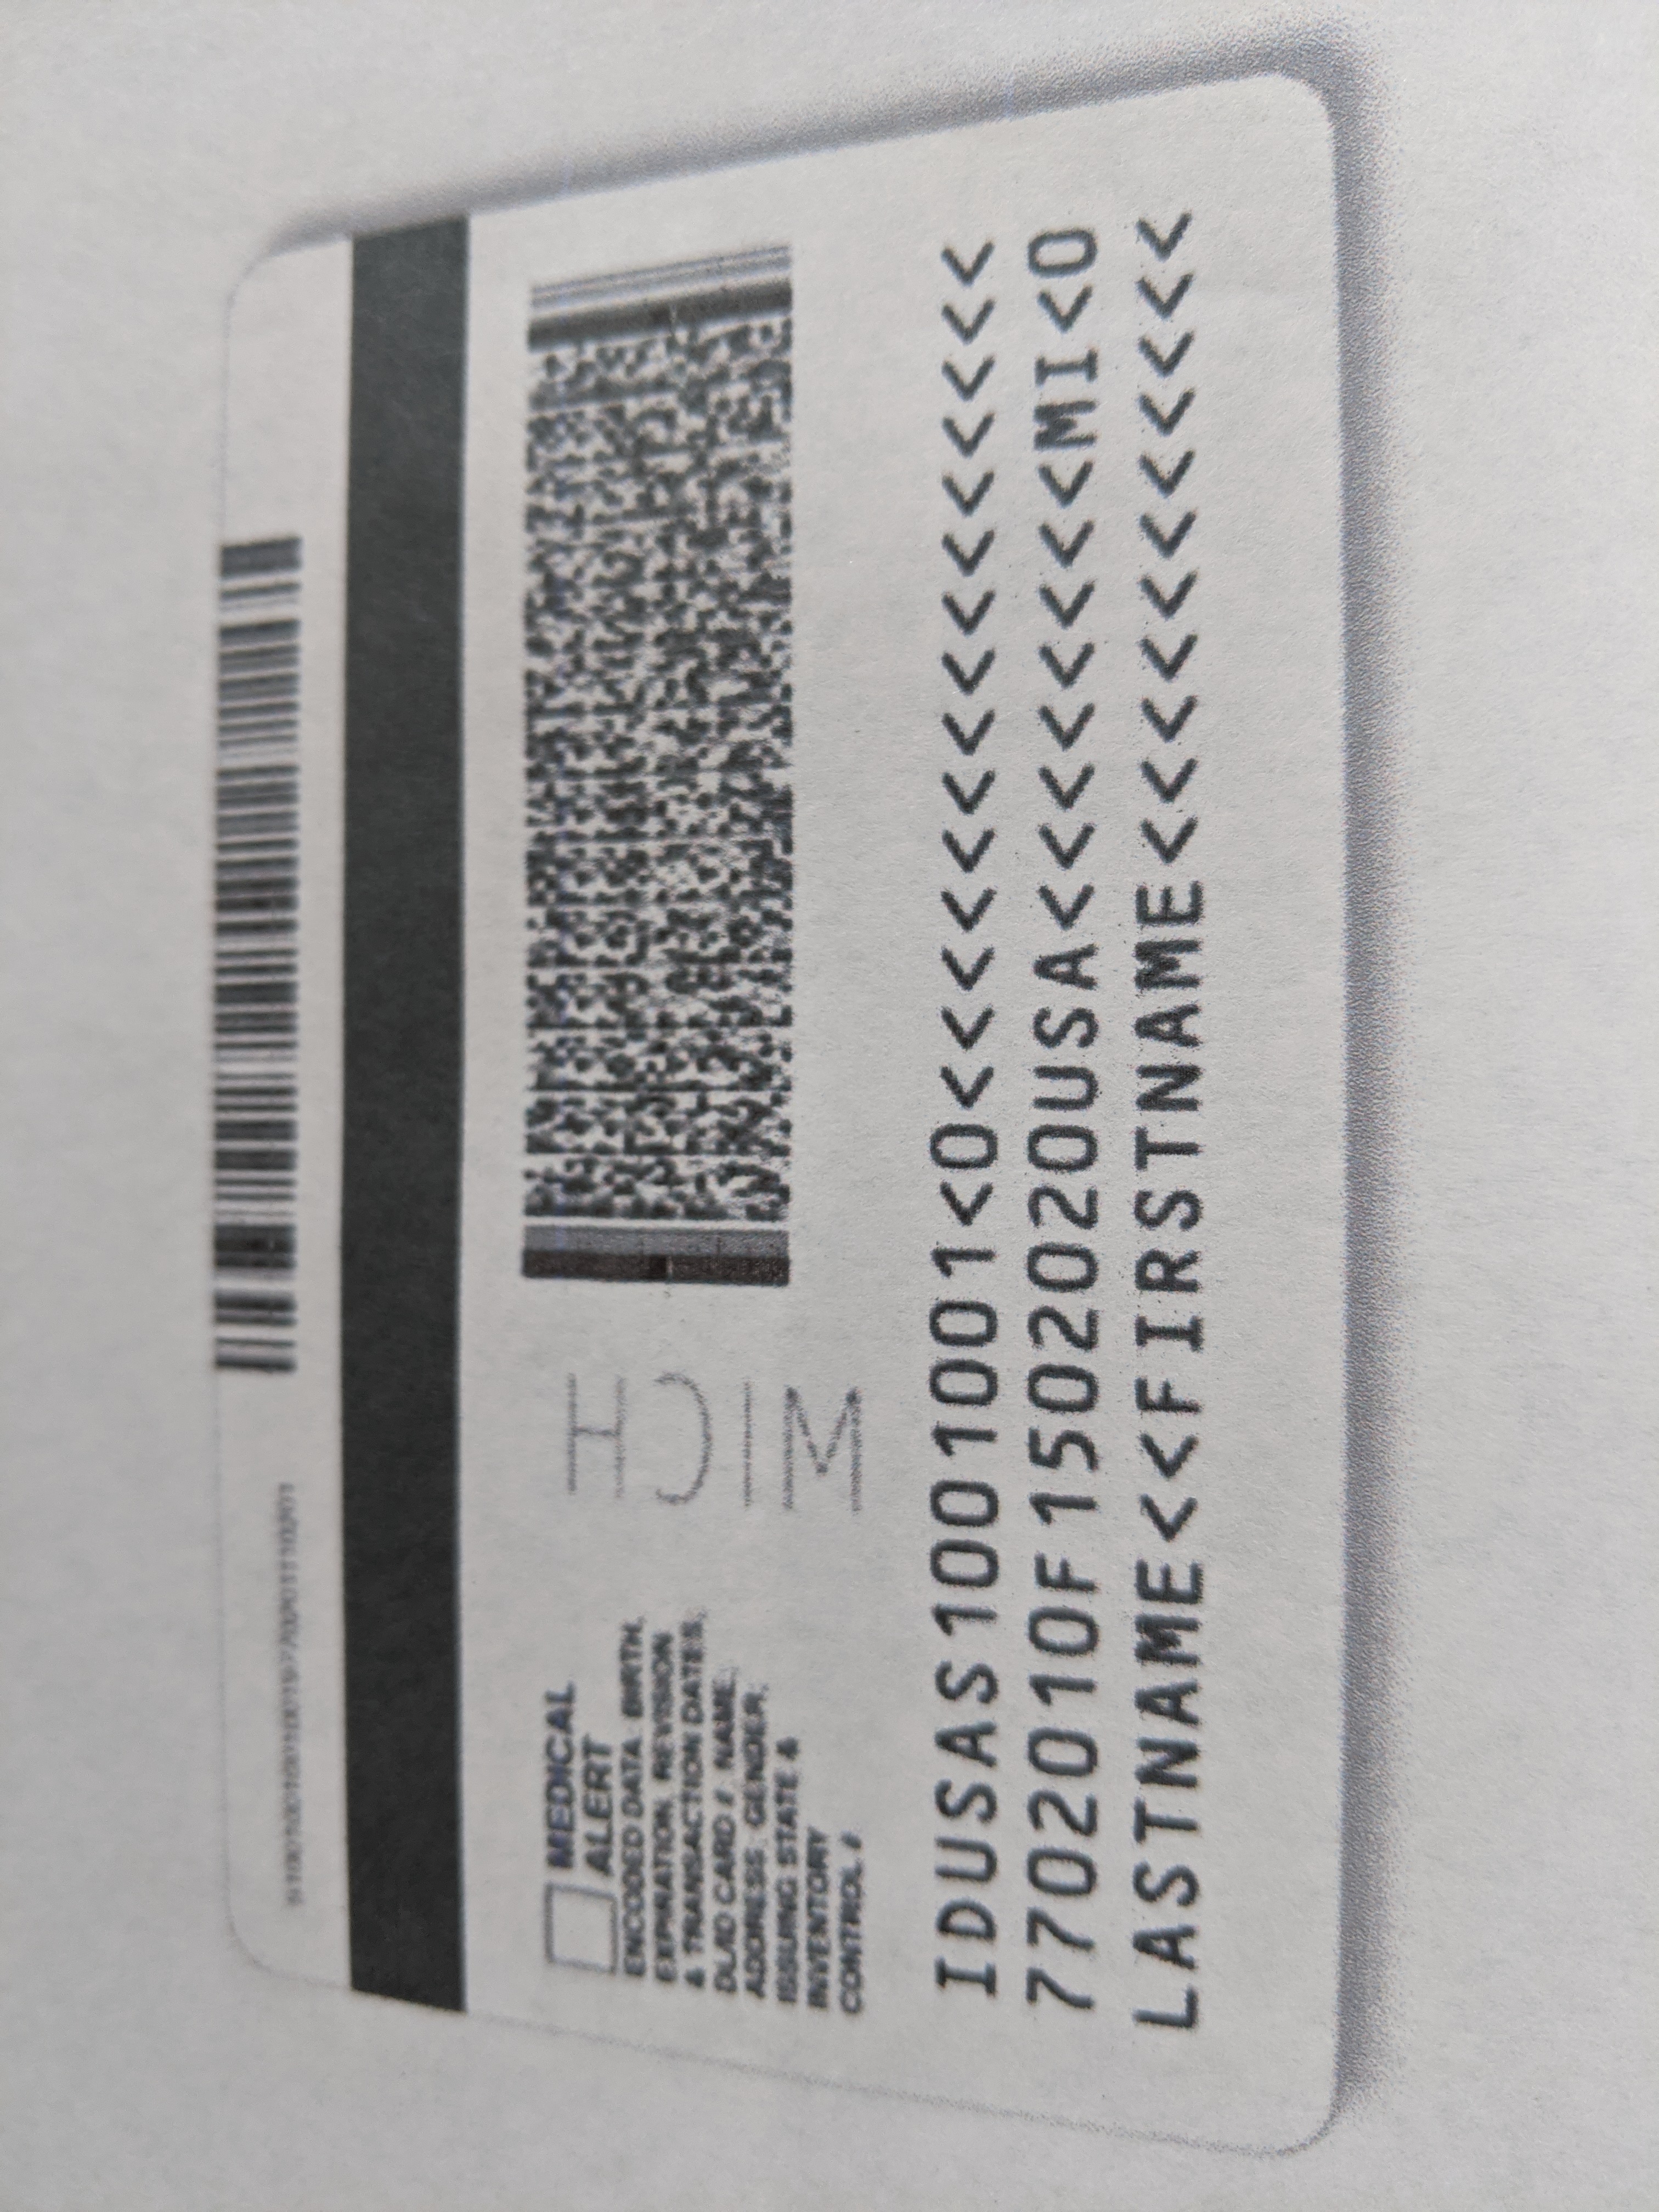 MEDICAL
ALERT
ENCODED DATA: BIRTH,
EXPIRATION, REVISION
& TRANSACTION DATES,
DL/ID CARD #, NAME,
ADDRESS, GENDER,
ISSUING STATE &
INVENTORY
CONTROL #
MICH
IDUSAS1001001<0<<<<<<<<<<<<<<<
7702010F1502020USA<<<<<<<<MI<0
LASTNAME<<FIRSTNAME<<<<<<<<<<<